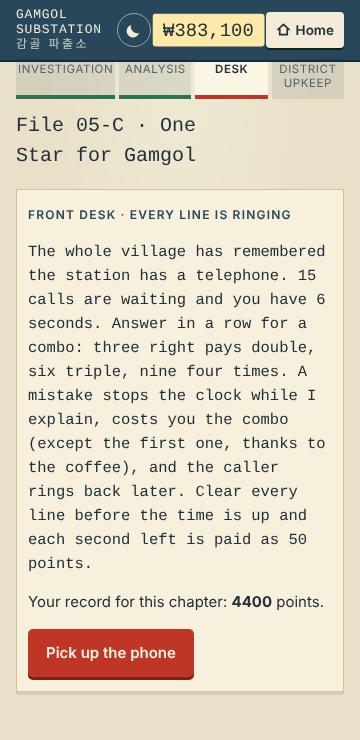 GAMGOL
SUBSTATION
감골 파출소
₩383,100
Home
INVESTIGATION
ANALYSIS
DESK
DISTRICT
UPKEEP
File 05-C · One
Star for Gamgol
FRONT DESK · EVERY LINE IS RINGING
The whole village has remembered
the station has a telephone. 15
calls are waiting and you have 6
seconds. Answer in a row for a
combo: three right pays double,
six triple, nine four times. A
mistake stops the clock while I
explain, costs you the combo
(except the first one, thanks to
the coffee), and the caller
rings back later. Clear every
line before the time is up and
each second left is paid as 50
points.
Your record for this chapter: 4400 points.
Pick up the phone